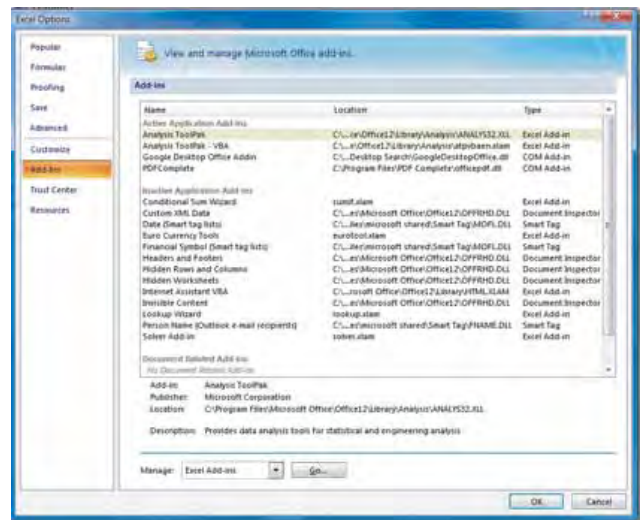 Excel Options
Popular
Formulas
Proofing
Save
Advanced
Customize
Add-Ins
Trust Center
Resources
View and manage Microsoft Office add-ins.
Add-ins
Name Location Type
Active Application Add-ins
Analysis ToolPak C:\...ce\Office12\Library\Analysis\ANALYS32.XLL Excel Add-in
Analysis ToolPak - VBA C:\...e\Office12\Library\Analysis\atpvbaen.xlam Excel Add-in
Google Desktop Office Addin C:\...Desktop Search\GoogleDesktopOffice.dll COM Add-in
PDFComplete C:\Program Files\PDF Complete\officepdf.dll COM Add-in
Inactive Application Add-ins
Conditional Sum Wizard sumif.xlam Excel Add-in
Custom XML Data C:\...es\Microsoft Office\Office12\OFFRHD.DLL Document Inspector
Date (Smart tag lists) C:\...iles\microsoft shared\Smart Tag\MOFL.DLL Smart Tag
Euro Currency Tools eurotool.xlam Excel Add-in
Financial Symbol (Smart tag lists) C:\...iles\microsoft shared\Smart Tag\MOFL.DLL Smart Tag
Headers and Footers C:\...es\Microsoft Office\Office12\OFFRHD.DLL Document Inspector
Hidden Rows and Columns C:\...es\Microsoft Office\Office12\OFFRHD.DLL Document Inspector
Hidden Worksheets C:\...es\Microsoft Office\Office12\OFFRHD.DLL Document Inspector
Internet Assistant VBA C:\...rosoft Office\Office12\Library\HTML.XLAM Excel Add-in
Invisible Content C:\...es\Microsoft Office\Office12\OFFRHD.DLL Document Inspector
Lookup Wizard lookup.xlam Excel Add-in
Person Name (Outlook e-mail recipients) C:\...es\microsoft shared\Smart Tag\FNAME.DLL Smart Tag
Solver Add-in solver.xlam Excel Add-in
Document Related Add-ins
No Document Related Add-ins
Add-in: Analysis ToolPak
Publisher: Microsoft Corporation
Location: C:\Program Files\Microsoft Office\Office12\Library\Analysis\ANALYS32.XLL
Description: Provides data analysis tools for statistical and engineering analysis
Manage: Excel Add-ins Go...
OK Cancel